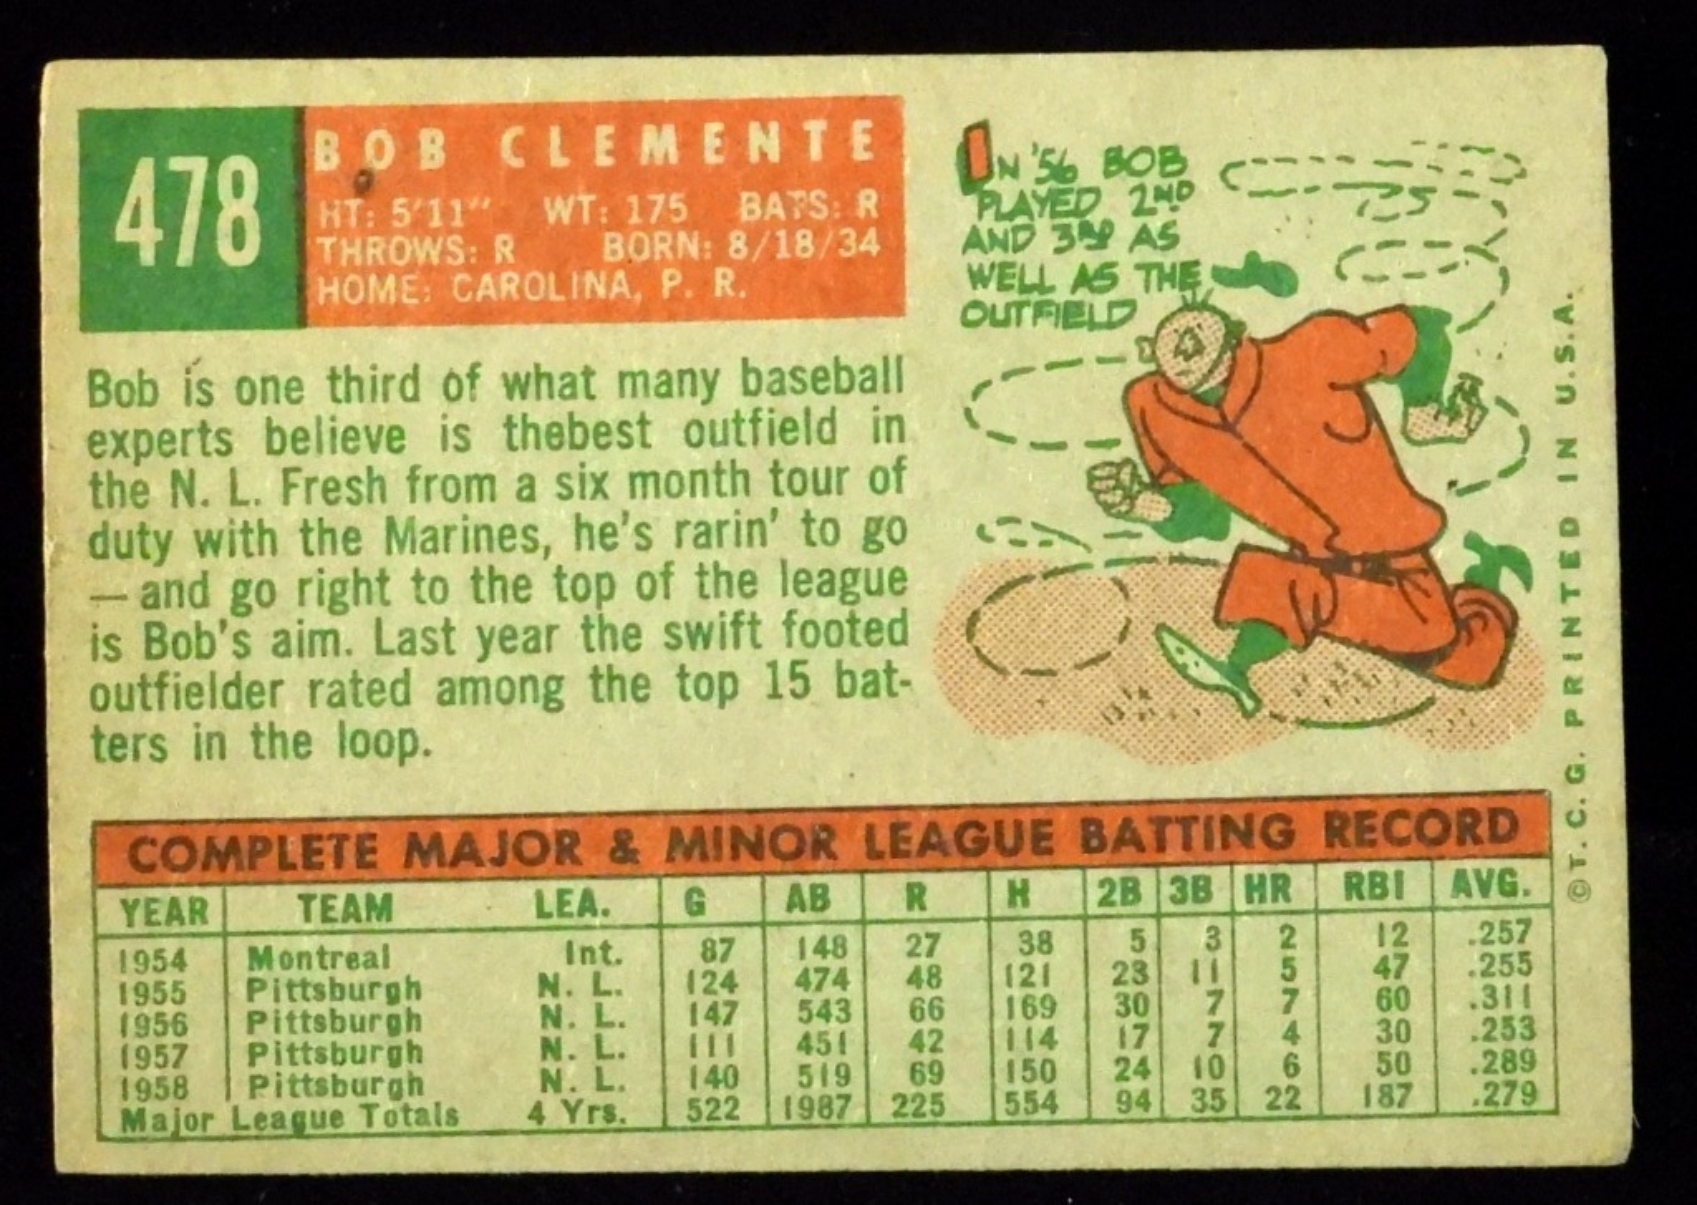 478
BOB CLEMENTE
HT: 5'11" WT: 175 BATS: R
THROWS: R BORN: 8/18/34
HOME: CAROLINA, P. R.
Bob is one third of what many baseball
experts believe is thebest outfield in
the N. L. Fresh from a six month tour of
duty with the Marines, he's rarin' to go
—and go right to the top of the league
is Bob's aim. Last year the swift footed
outfielder rated among the top 15 bat-
ters in the loop.
IN '56 BOB
PLAYED 2ND
AND 3RD AS
WELL AS THE
OUTFIELD
© T. C. G. PRINTED IN U.S.A.
COMPLETE MAJOR & MINOR LEAGUE BATTING RECORD
YEAR TEAM LEA. G AB R H 2B 3B HR RBI AVG.
1954 Montreal Int. 87 148 27 38 5 3 2 12 .257
1955 Pittsburgh N. L. 124 474 48 121 23 11 5 47 .255
1956 Pittsburgh N. L. 147 543 66 169 30 7 7 60 .311
1957 Pittsburgh N. L. 111 451 42 114 17 7 4 30 .253
1958 Pittsburgh N. L. 140 519 69 150 24 10 6 50 .289
Major League Totals 4 Yrs. 522 1987 225 554 94 35 22 187 .279